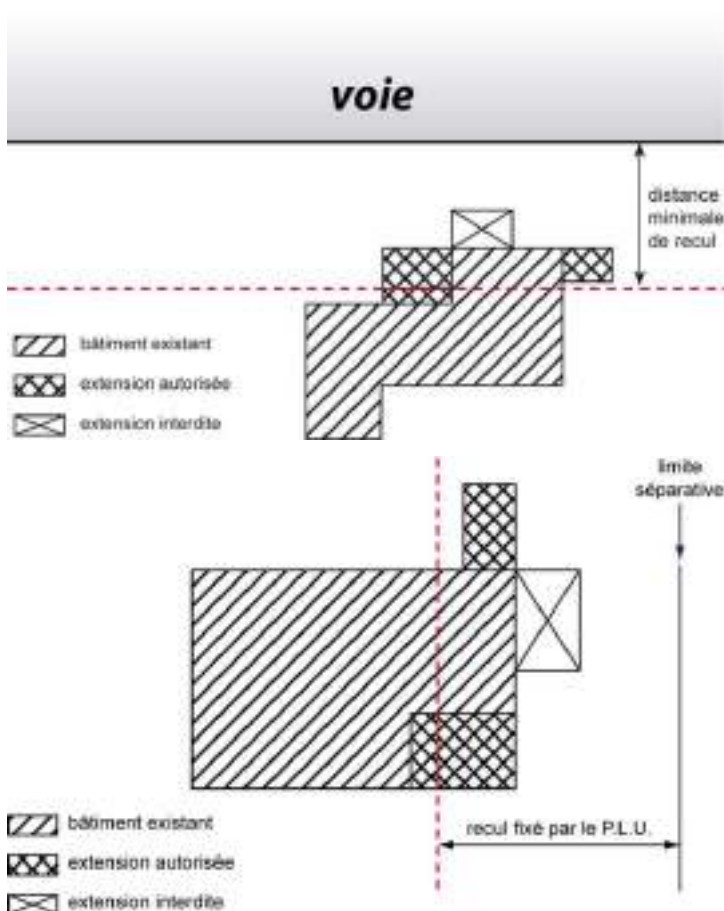 voie
distance
minimale
de recul
bâtiment existant
extension autorisée
extension interdite
limite
séparative
bâtiment existant
extension autorisée
extension interdite
recul fixé par le P.L.U.